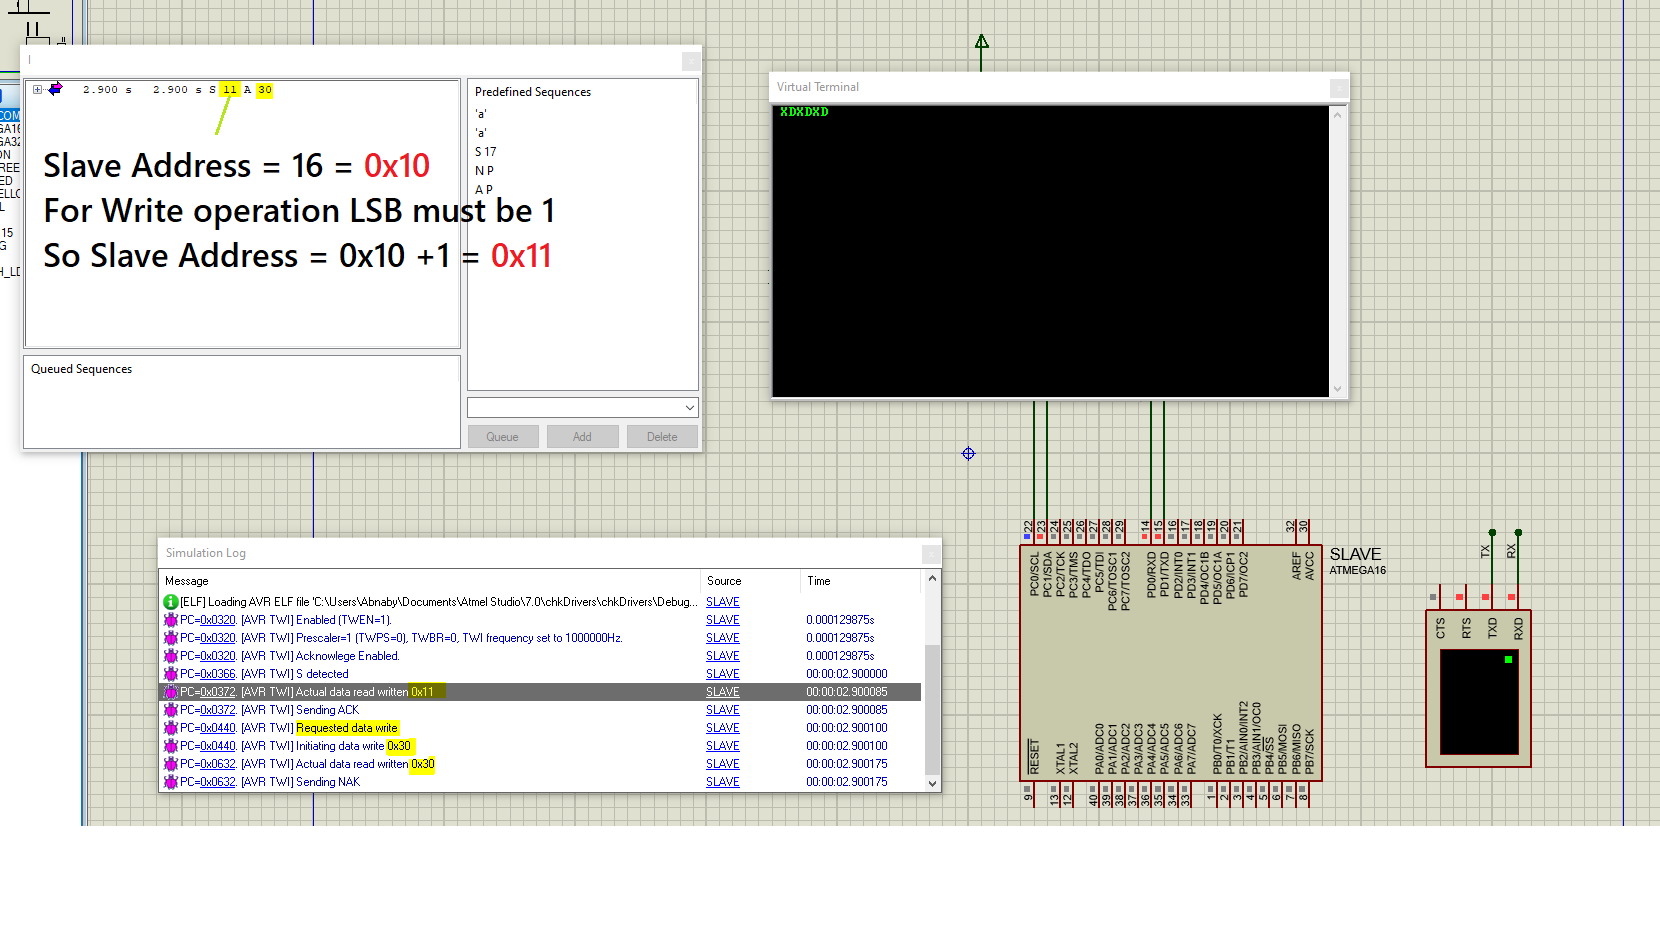 2.900 s 2.900 s S 11 A 30
Slave Address = 16 = 0x10
For Write operation LSB must be 1
So Slave Address = 0x10 +1 = 0x11
Predefined Sequences
'a'
'a'
S 17
N P
A P
Queued Sequences
Queue Add Delete
Virtual Terminal
XDXDXD
COM
GA16
GA32
ON
REE
ED
ELLO
L
15
G
H_LD
Simulation Log
Message Source Time
[ELF] Loading AVR ELF file 'C:\Users\Abnaby\Documents\Atmel Studio\7.0\chkDrivers\chkDrivers\Debug... SLAVE
PC=0x0320. [AVR TWI] Enabled (TWEN=1). SLAVE 0.000129875s
PC=0x0320. [AVR TWI] Prescaler=1 (TWPS=0), TWBR=0, TWI frequency set to 1000000Hz. SLAVE 0.000129875s
PC=0x0320. [AVR TWI] Acknowlege Enabled. SLAVE 0.000129875s
PC=0x0366. [AVR TWI] S detected SLAVE 00:00:02.900000
PC=0x0372. [AVR TWI] Actual data read written 0x11 SLAVE 00:00:02.900085
PC=0x0372. [AVR TWI] Sending ACK SLAVE 00:00:02.900085
PC=0x0440. [AVR TWI] Requested data write SLAVE 00:00:02.900100
PC=0x0440. [AVR TWI] Initiating data write 0x30 SLAVE 00:00:02.900100
PC=0x0632. [AVR TWI] Actual data read written 0x30 SLAVE 00:00:02.900175
PC=0x0632. [AVR TWI] Sending NAK SLAVE 00:00:02.900175
22 23 24 25 26 27 28 29 14 15 16 17 18 19 20 21 32 30
PC0/SCL
PC1/SDA
PC2/TCK
PC3/TMS
PC4/TDO
PC5/TDI
PC6/TOSC1
PC7/TOSC2
PD0/RXD
PD1/TXD
PD2/INT0
PD3/INT1
PD4/OC1B
PD5/OC1A
PD6/ICP1
PD7/OC2
AREF
AVCC
SLAVE
ATMEGA16
RESET
XTAL1
XTAL2
PA0/ADC0
PA1/ADC1
PA2/ADC2
PA3/ADC3
PA4/ADC4
PA5/ADC5
PA6/ADC6
PA7/ADC7
PB0/T0/XCK
PB1/T1
PB2/AIN0/INT2
PB3/AIN1/OC0
PB4/SS
PB5/MOSI
PB6/MISO
PB7/SCK
9 13 12 40 39 38 37 36 35 34 33 1 2 3 4 5 6 7 8
TX
RX
CTS
RTS
TXD
RXD